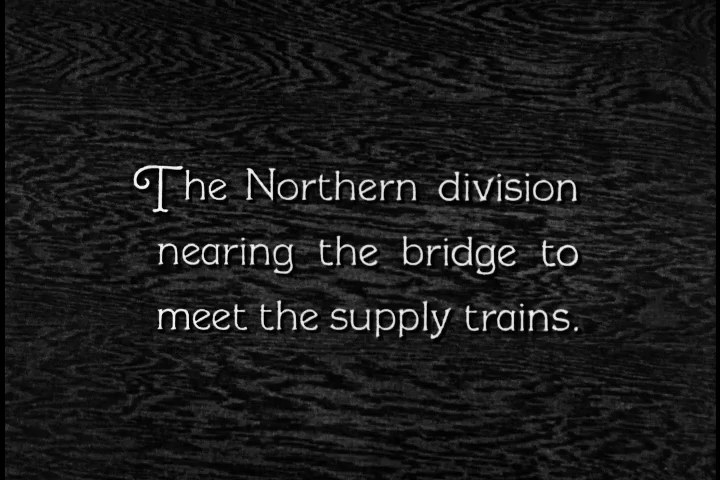 The Northern division
nearing the bridge to
meet the supply trains.